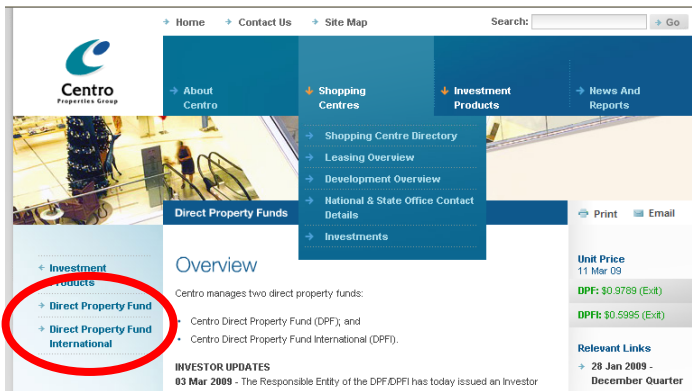 Home Contact Us Site Map Search: Go
Centro
Properties Group
About
Centro
Shopping
Centres
Investment
Products
News And
Reports
Shopping Centre Directory
Leasing Overview
Development Overview
National & State Office Contact
Details
Investments
Direct Property Funds
Print Email
Investment
Products
Direct Property Fund
Direct Property Fund
International
Overview
Centro manages two direct property funds:
Centro Direct Property Fund (DPF); and
Centro Direct Property Fund International (DPFI).
INVESTOR UPDATES
03 Mar 2009 - The Responsible Entity of the DPF/DPFI has today issued an Investor
Unit Price
11 Mar 09
DPF: $0.9789 (Exit)
DPFI: $0.5995 (Exit)
Relevant Links
28 Jan 2009 -
December Quarter